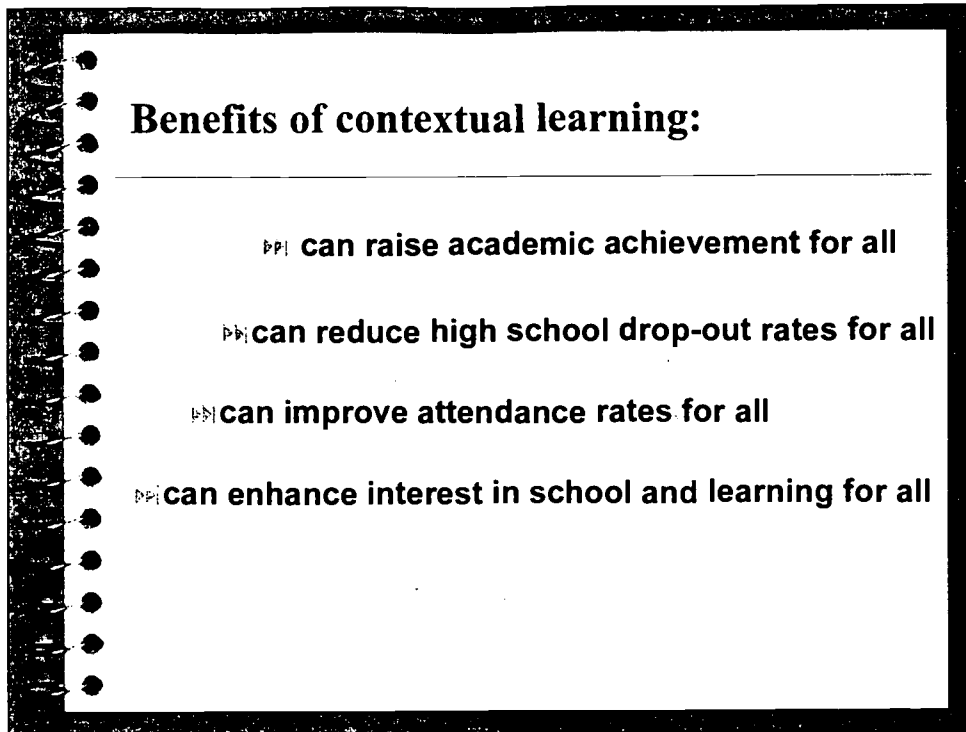 Benefits of contextual learning:
can raise academic achievement for all
can reduce high school drop-out rates for all
can improve attendance rates for all
can enhance interest in school and learning for all